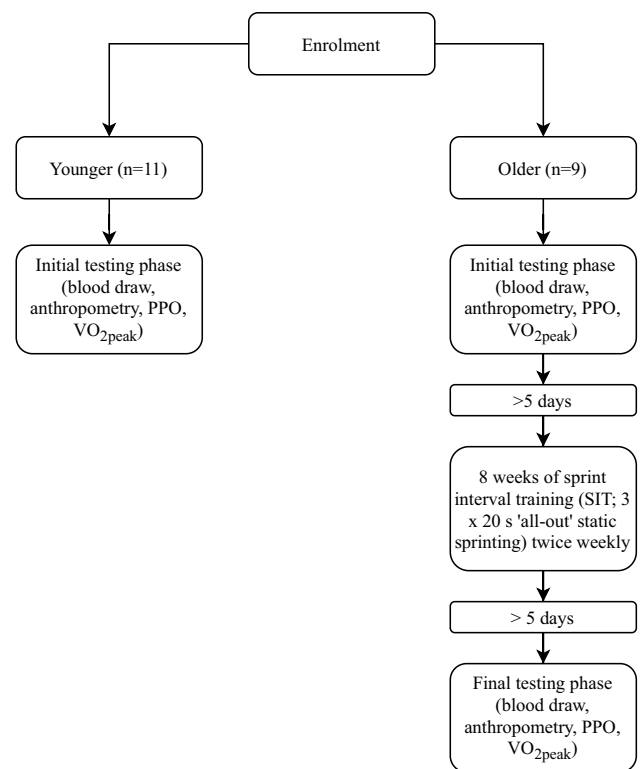 Enrolment
Younger (n=11)
Older (n=9)
Initial testing phase
(blood draw,
anthropometry, PPO,
VO2peak)
Initial testing phase
(blood draw,
anthropometry, PPO,
VO2peak)
>5 days
8 weeks of sprint
interval training (SIT; 3
x 20 s 'all-out' static
sprinting) twice weekly
> 5 days
Final testing phase
(blood draw,
anthropometry, PPO,
VO2peak)